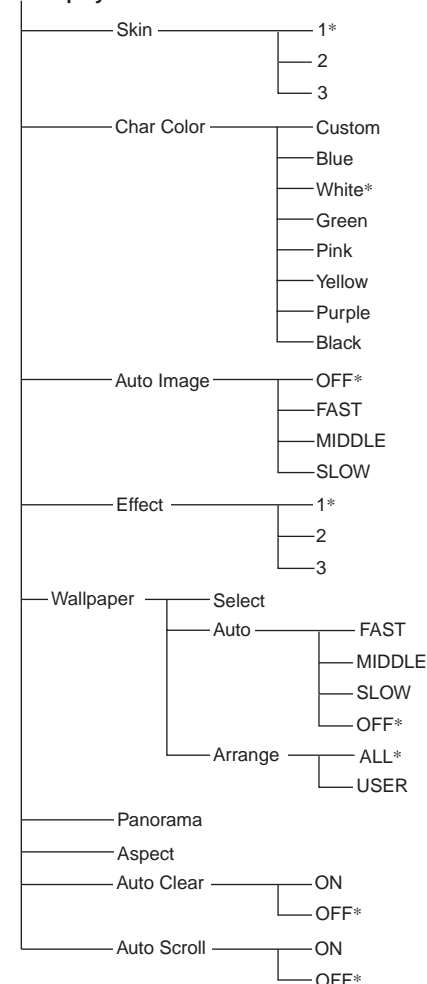 Skin 1*
2
3
Char Color Custom
Blue
White*
Green
Pink
Yellow
Purple
Black
Auto Image OFF*
FAST
MIDDLE
SLOW
Effect 1*
2
3
Wallpaper Select
Auto FAST
MIDDLE
SLOW
OFF*
Arrange ALL*
USER
Panorama
Aspect
Auto Clear ON
OFF*
Auto Scroll ON
OFF*